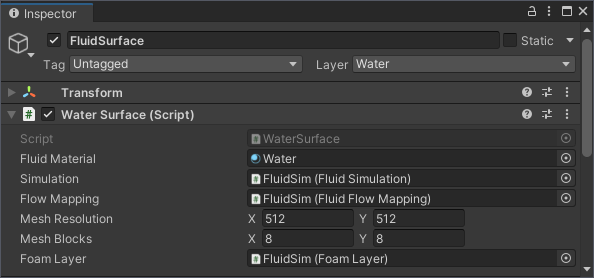 Inspector
FluidSurface Static
Tag Untagged Layer Water
Transform
# Water Surface (Script)
Script # WaterSurface
Fluid Material Water
Simulation # FluidSim (Fluid Simulation)
Flow Mapping # FluidSim (Fluid Flow Mapping)
Mesh Resolution X 512 Y 512
Mesh Blocks X 8 Y 8
Foam Layer # FluidSim (Foam Layer)